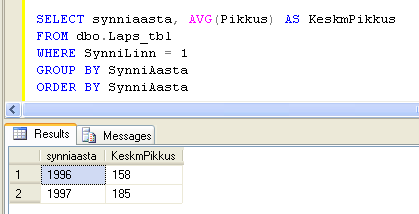 SELECT synniaasta, AVG(Pikkus) AS KeskmPikkus
FROM dbo.Laps_tbl
WHERE SynniLinn = 1
GROUP BY SynniAasta
ORDER BY SynniAasta
Results Messages
synniaasta KeskmPikkus
1 1996 158
2 1997 185